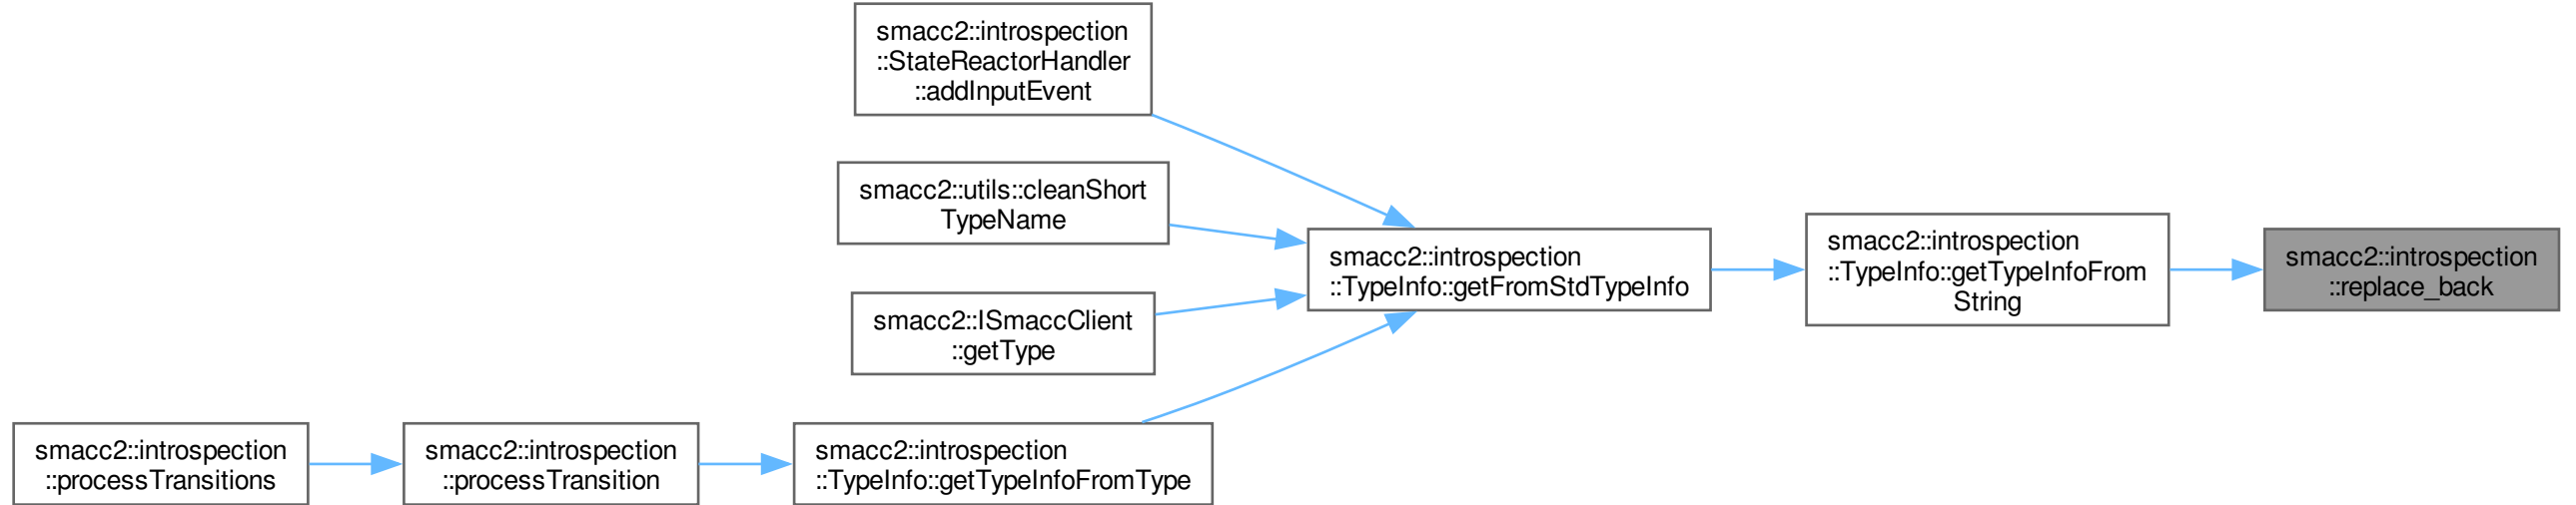 smacc2::introspection
::StateReactorHandler
::addInputEvent
smacc2::utils::cleanShort
TypeName
smacc2::ISmaccClient
::getType
smacc2::introspection
::processTransitions
smacc2::introspection
::processTransition
smacc2::introspection
::TypeInfo::getTypeInfoFromType
smacc2::introspection
::TypeInfo::getFromStdTypeInfo
smacc2::introspection
::TypeInfo::getTypeInfoFrom
String
smacc2::introspection
::replace_back